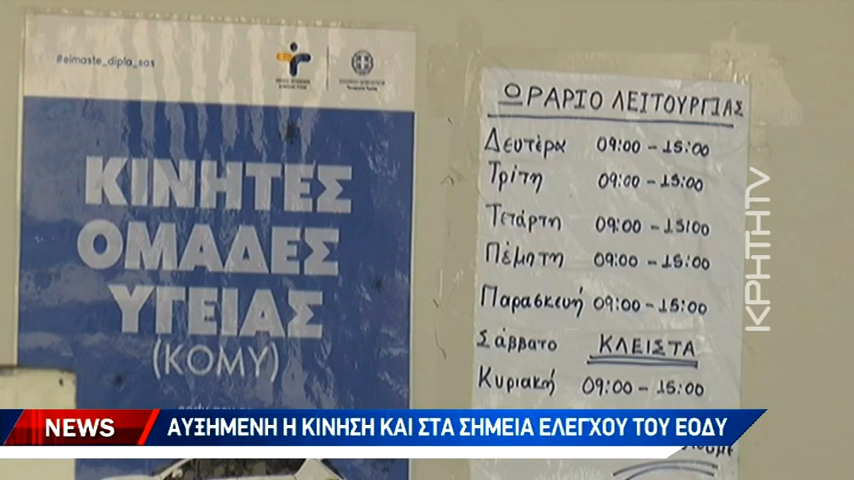 #eimaste_dipla_sas
ΚΙΝΗΤΕΣ
ΟΜΑΔΕΣ
ΥΓΕΙΑΣ
(ΚΟΜΥ)
ΩΡΑΡΙΟ ΛΕΙΤΟΥΡΓΙΑΣ
Δευτέρα 09:00 - 15:00
Τρίτη 09:00 - 15:00
Τετάρτη 09:00 - 15:00
Πέμπτη 09:00 - 15:00
Παρασκευή 09:00 - 15:00
Σάββατο ΚΛΕΙΣΤΑ
Κυριακή 09:00 - 15:00
ΚΡΗΤΗTV
NEWS ΑΥΞΗΜΕΝΗ Η ΚΙΝΗΣΗ ΚΑΙ ΣΤΑ ΣΗΜΕΙΑ ΕΛΕΓΧΟΥ ΤΟΥ ΕΟΔΥ